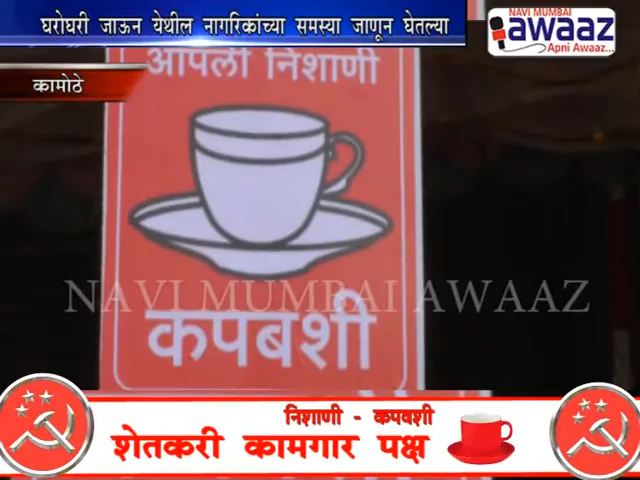 घरोघरी जाऊन येथील नागरिकांच्या समस्या जाणून घेतल्या
NAVI MUMBAI
awaaz
Apni Awaaz...
कामोठे
आपली निशाणी
NAVI MUMBAI AWAAZ
कपबशी
निशाणी - कपबशी
शेतकरी कामगार पक्ष